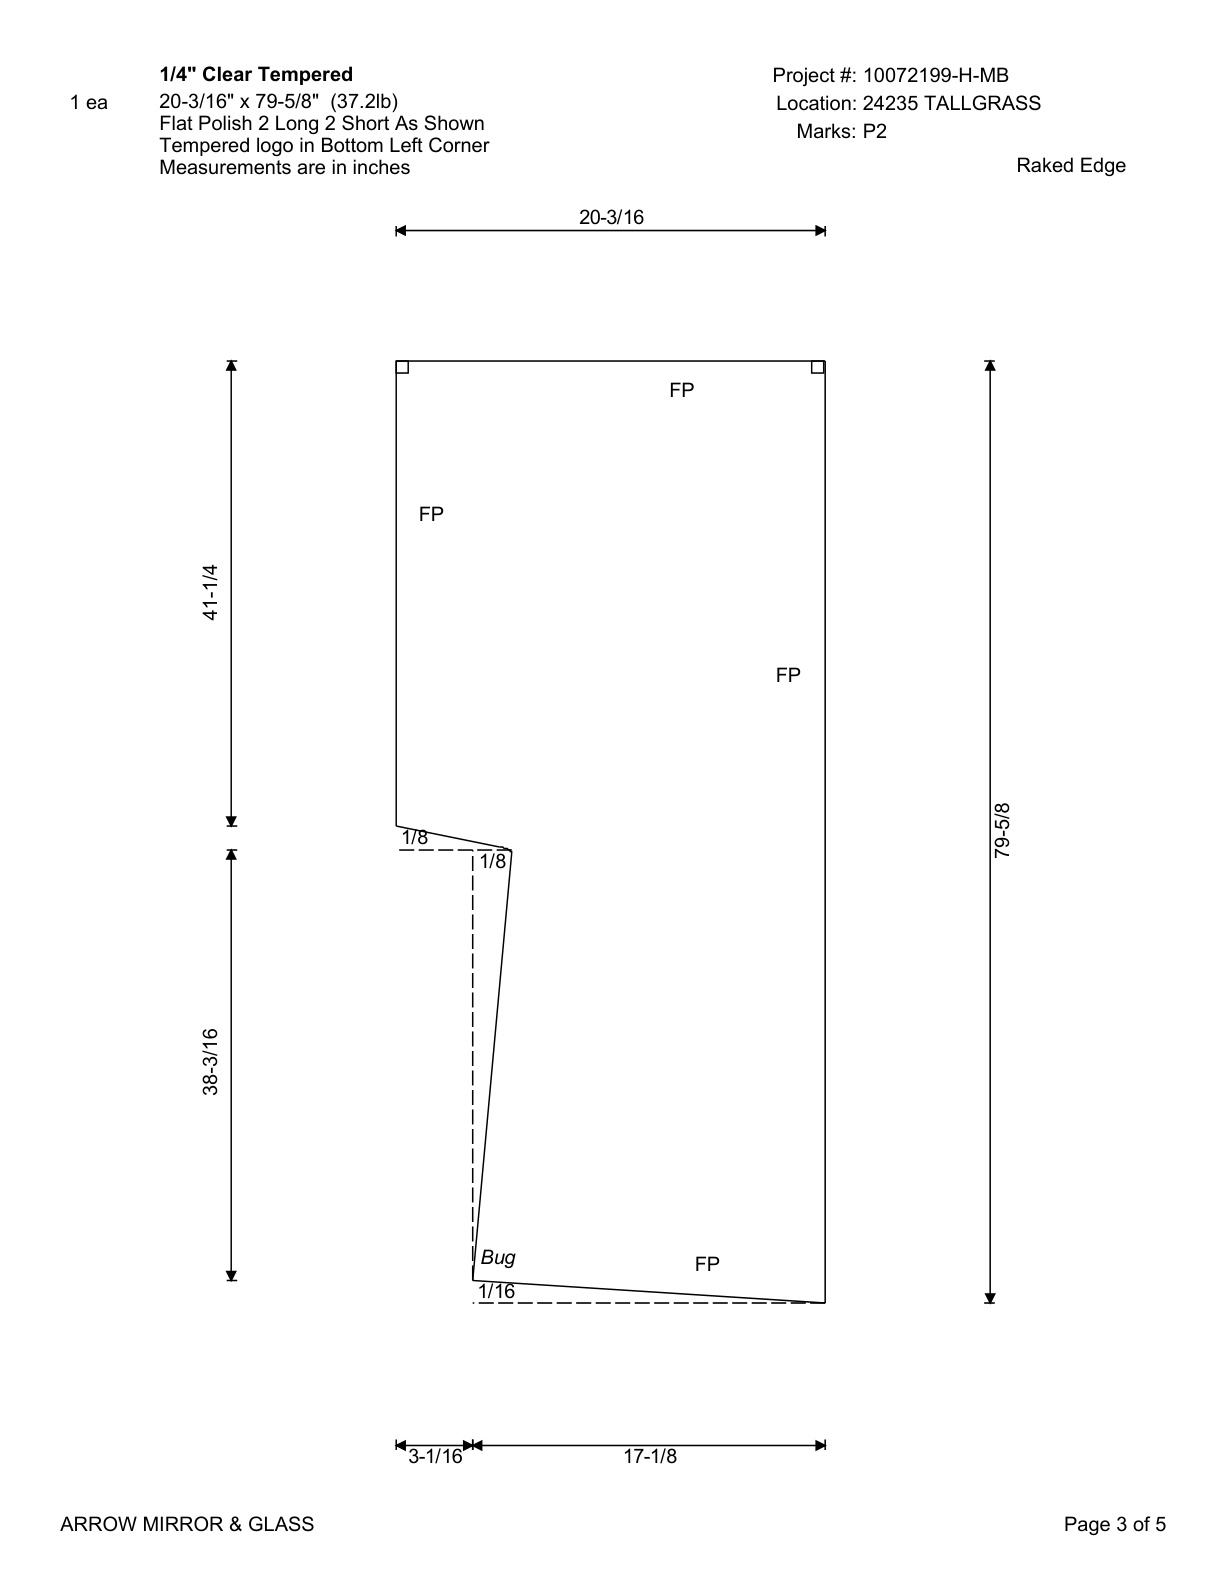 1/4" Clear Tempered
Project #: 10072199-H-MB
1 ea
20-3/16" x 79-5/8"  (37.2lb)
Location: 24235 TALLGRASS
Flat Polish 2 Long 2 Short As Shown
Marks: P2
Tempered logo in Bottom Left Corner
Measurements are in inches
Raked Edge
20-3/16
FP
FP
41-1/4
FP
1/8
79-5/8
1/8
38-3/16
Bug
FP
1/16
3-1/16
17-1/8
ARROW MIRROR & GLASS
Page 3 of 5